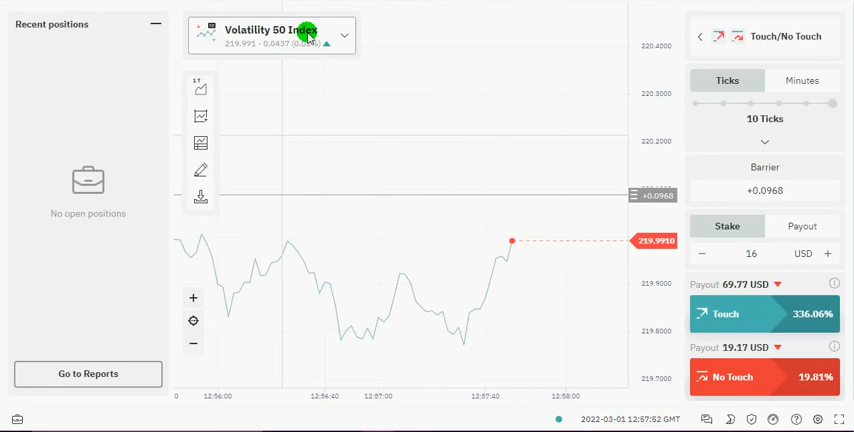 Recent positions
No open positions
Go to Reports
Volatility 50 Index
219.991 - 0.0437 (0.02%)
1T
220.4000
220.3000
220.2000
+0.0968
219.9910
219.9000
219.8000
219.7000
0
12:56:00
12:56:40
12:57:00
12:57:40
12:58:00
Touch/No Touch
Ticks
Minutes
10 Ticks
Barrier
+0.0968
Stake
Payout
16
USD
Payout 69.77 USD
Touch
336.06%
Payout 19.17 USD
No Touch
19.81%
2022-03-01 12:57:52 GMT